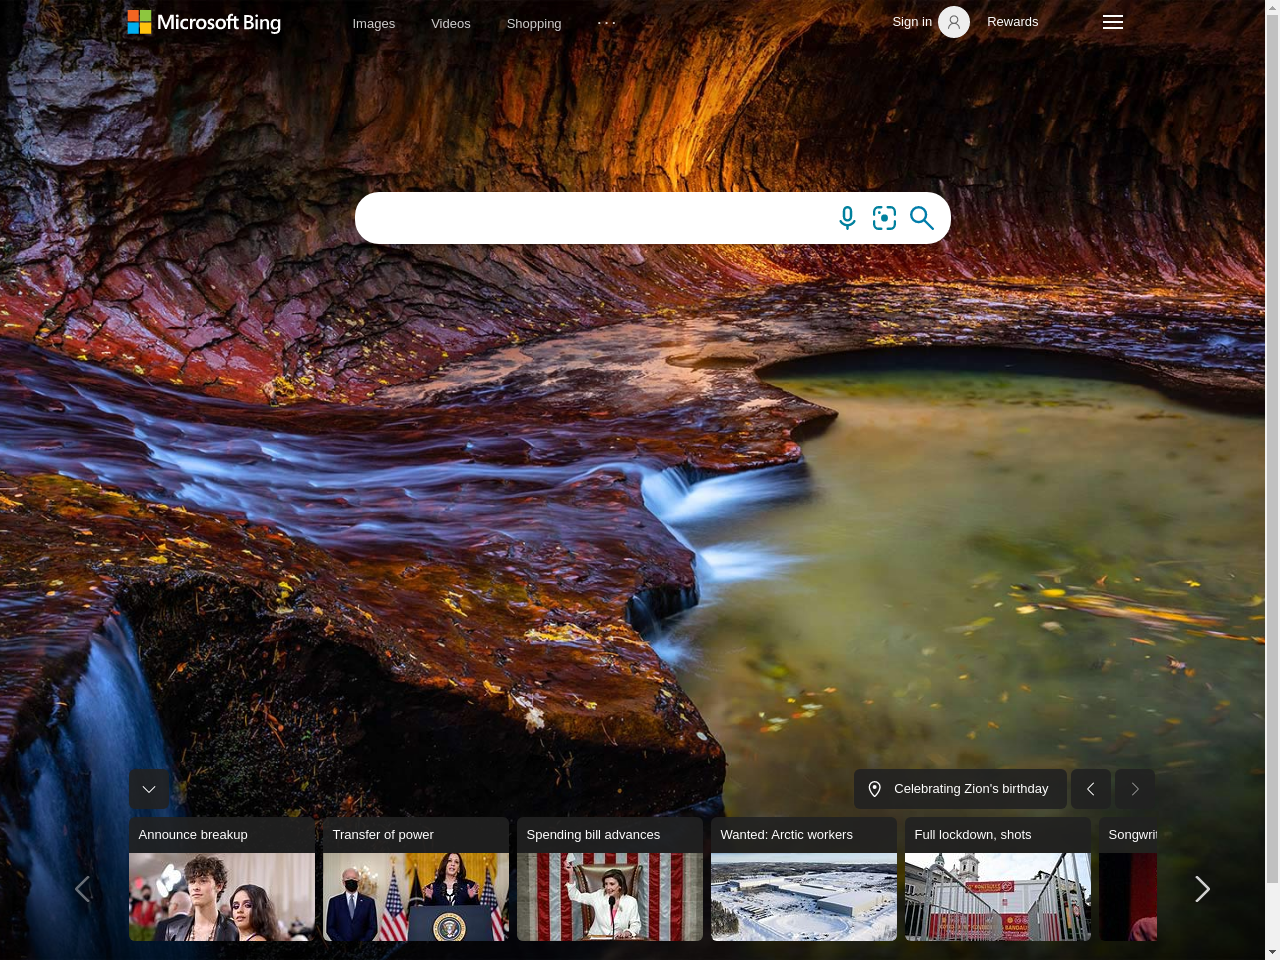 Microsoft Bing
Images
Videos
Shopping
Sign in
Rewards
Celebrating Zion's birthday
Announce breakup
Transfer of power
Spending bill advances
Wanted: Arctic workers
Full lockdown, shots